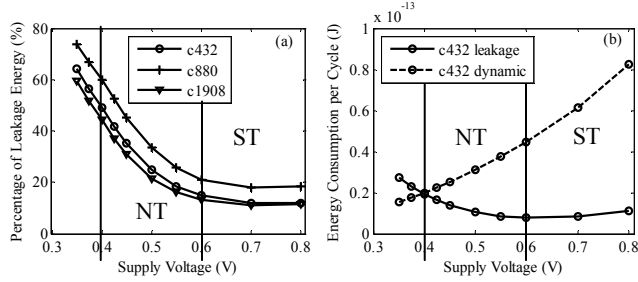 (a)
Percentage of Leakage Energy (%)
80
60
40
20
0
c432
c880
c1908
ST
NT
0.3 0.4 0.5 0.6 0.7 0.8
Supply Voltage (V)
1 x 10^-13
(b)
Energy Consumption per Cycle (J)
0.8
0.6
0.4
0.2
0
c432 leakage
c432 dynamic
NT
ST
0.3 0.4 0.5 0.6 0.7 0.8
Supply Voltage (V)